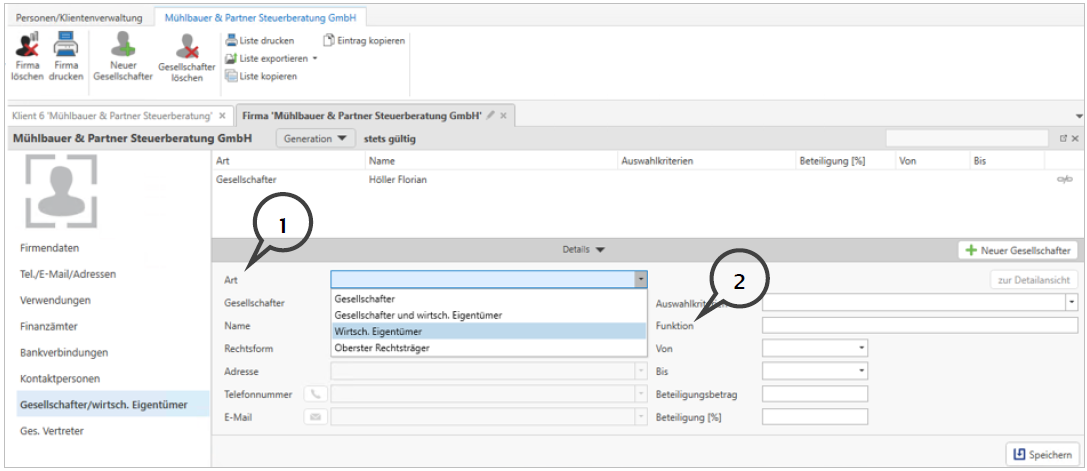 Personen/Klientenverwaltung Mühlbauer & Partner Steuerberatung GmbH
Firma löschen Firma drucken Neuer Gesellschafter Gesellschafter löschen
Liste drucken Eintrag kopieren
Liste exportieren
Liste kopieren
Klient 6 'Mühlbauer & Partner Steuerberatung' Firma 'Mühlbauer & Partner Steuerberatung GmbH'
Mühlbauer & Partner Steuerberatung GmbH Generation stets gültig
Art Name Auswahlkriterien Beteiligung [%] Von Bis
Gesellschafter Höller Florian
1
Firmendaten
Details Neuer Gesellschafter
Tel./E-Mail/Adressen
Art 2 zur Detailansicht
Verwendungen
Gesellschafter Gesellschafter
Gesellschafter und wirtsch. Eigentümer
Wirtsch. Eigentümer
Oberster Rechtsträger
Name
Rechtsform
Adresse
Telefonnummer
E-Mail
Funktion
Von
Bis
Beteiligungsbetrag
Beteiligung [%]
Finanzämter
Bankverbindungen
Kontaktpersonen
Gesellschafter/wirtsch. Eigentümer
Ges. Vertreter
Speichern